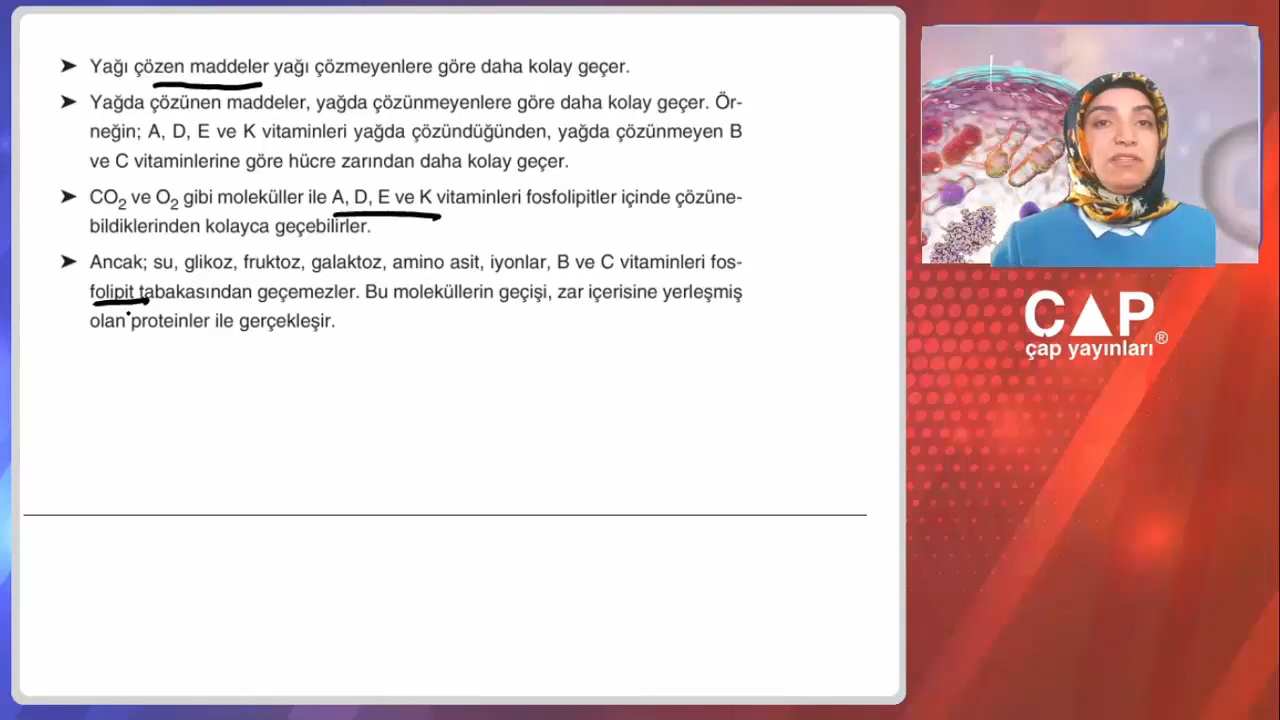 ➤ Yağı çözen maddeler yağı çözmeyenlere göre daha kolay geçer.
➤ Yağda çözünen maddeler, yağda çözünmeyenlere göre daha kolay geçer. Ör-
neğin; A, D, E ve K vitaminleri yağda çözündüğünden, yağda çözünmeyen B
ve C vitaminlerine göre hücre zarından daha kolay geçer.
➤ CO₂ ve O₂ gibi moleküller ile A, D, E ve K vitaminleri fosfolipitler içinde çözüne-
bildiklerinden kolayca geçebilirler.
➤ Ancak; su, glikoz, fruktoz, galaktoz, amino asit, iyonlar, B ve C vitaminleri fos-
folipit tabakasından geçemezler. Bu moleküllerin geçişi, zar içerisine yerleşmiş
olan proteinler ile gerçekleşir.
ÇAP
çap yayınları®